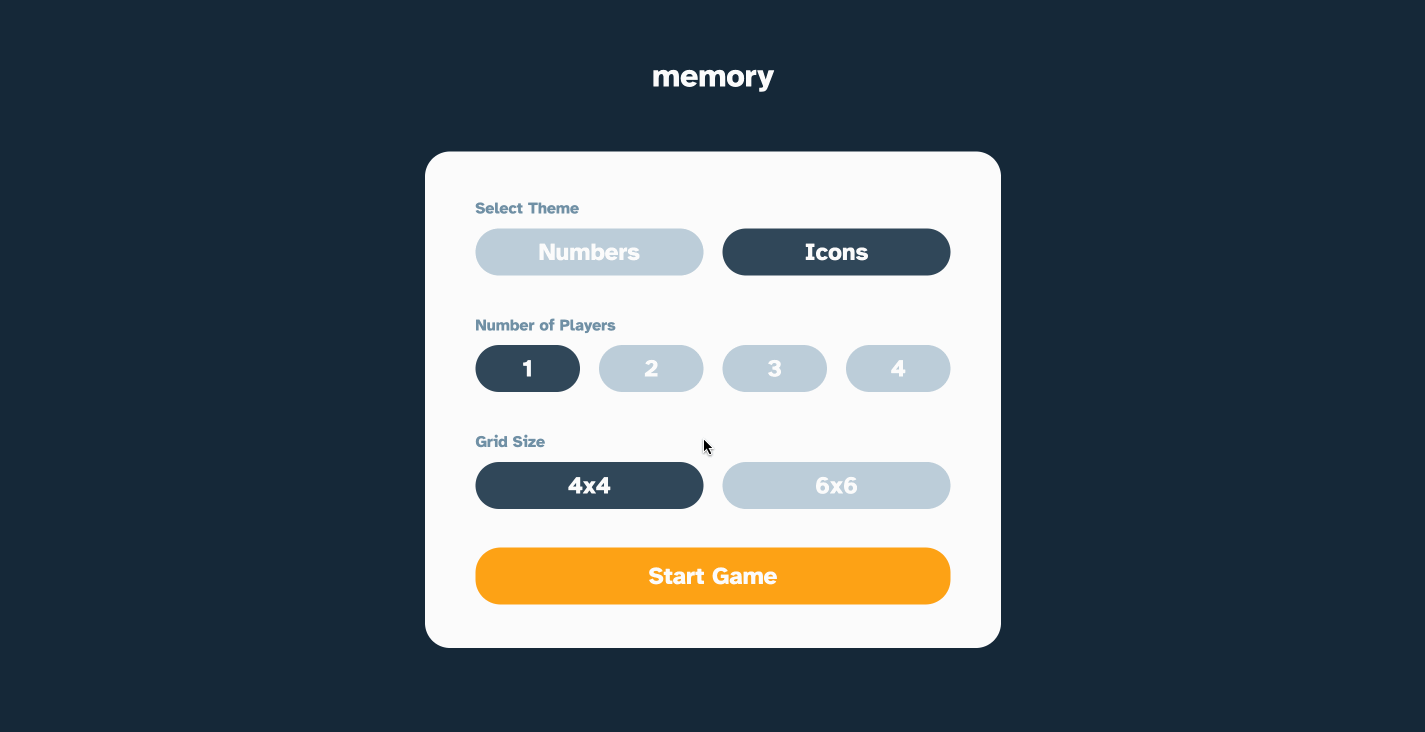 memory
Select Theme
Numbers Icons
Number of Players
1 2 3 4
Grid Size
4x4 6x6
Start Game